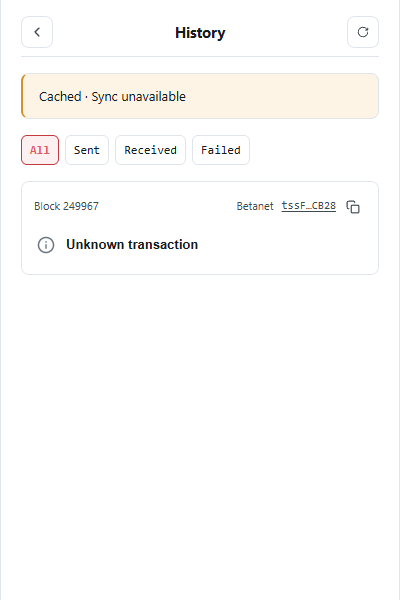 History
Cached · Sync unavailable
All Sent Received Failed
Block 249967 Betanet tssF…CB28
Unknown transaction